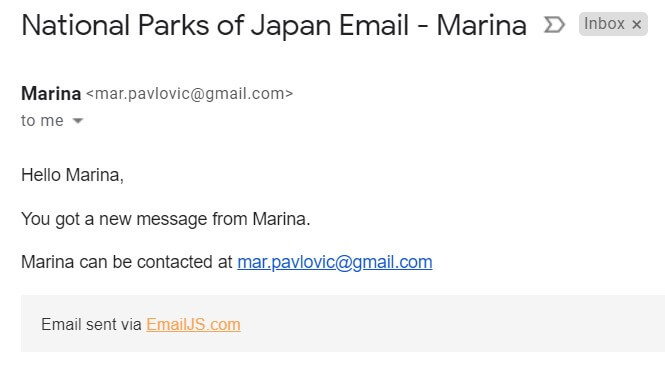 National Parks of Japan Email - Marina Inbox ×
Marina <mar.pavlovic@gmail.com>
to me
Hello Marina,
You got a new message from Marina.
Marina can be contacted at mar.pavlovic@gmail.com
Email sent via EmailJS.com